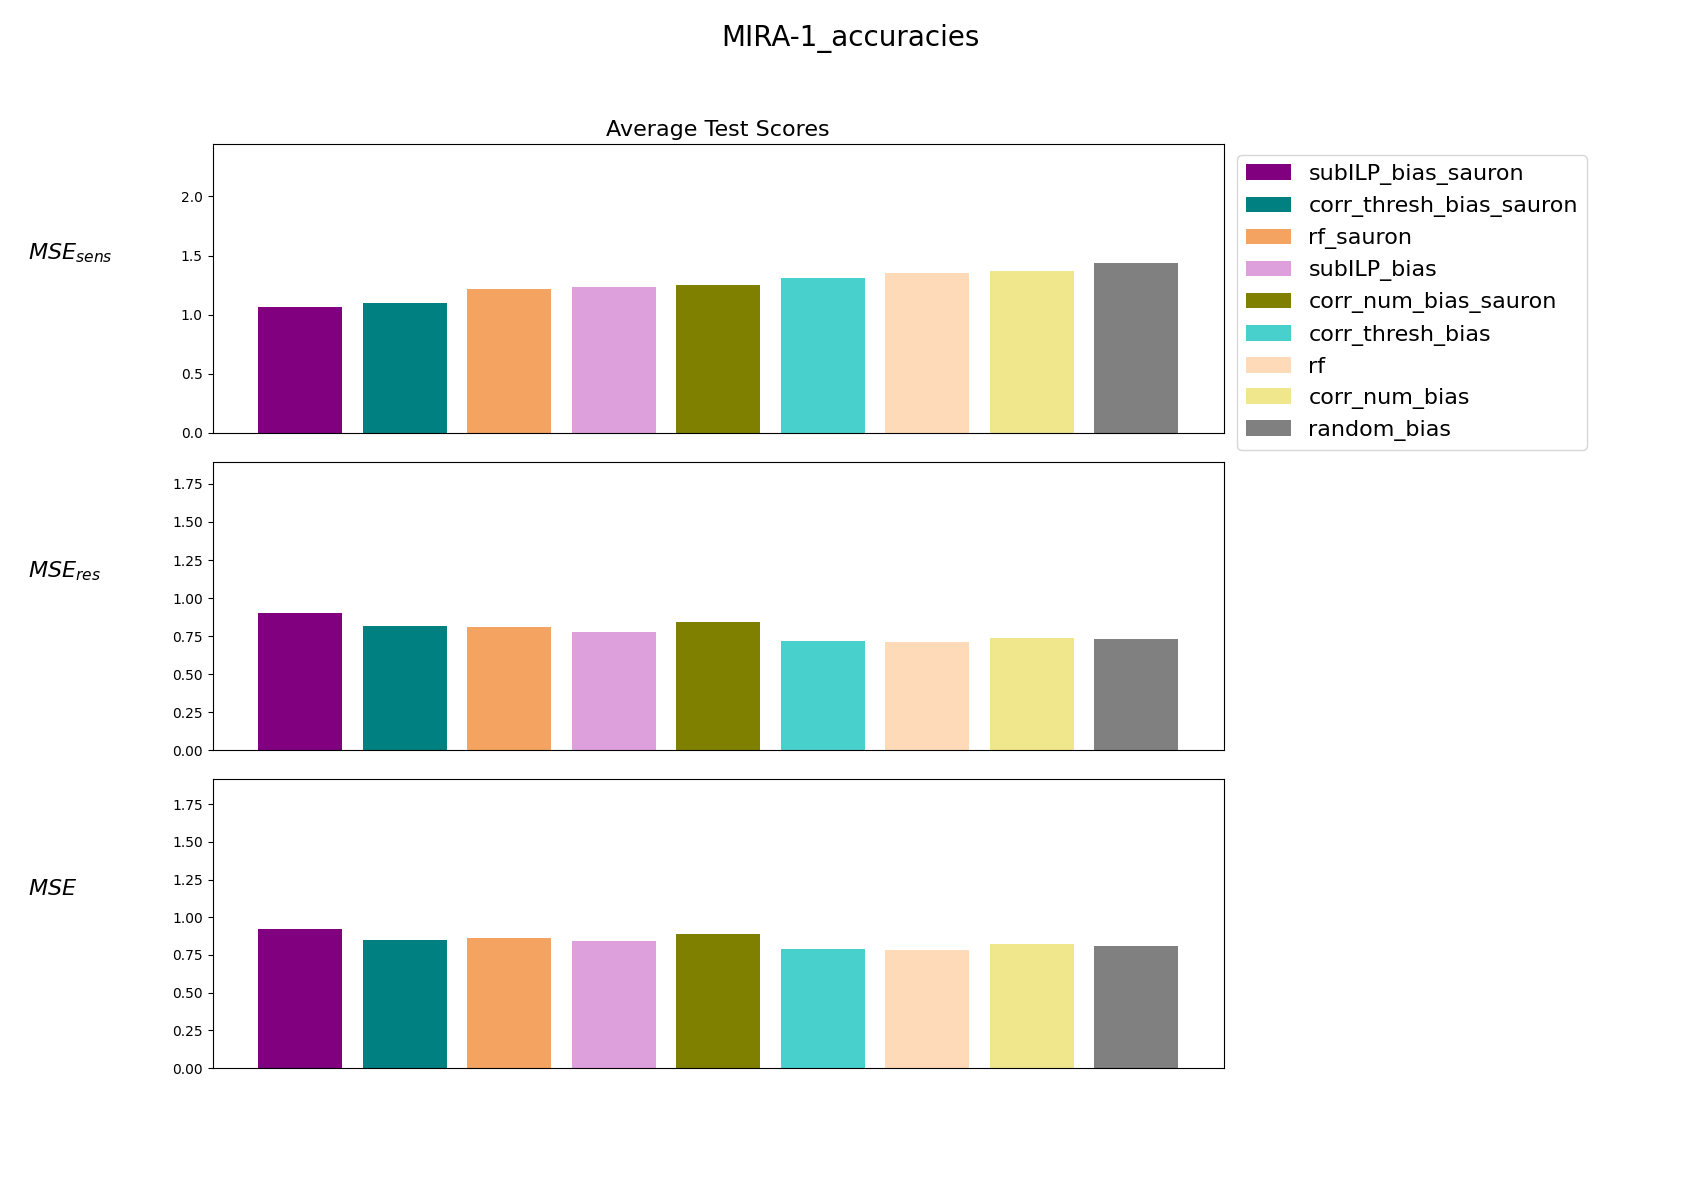 MIRA-1_accuracies
Average Test Scores
MSE_sens
2.0
1.5
1.0
0.5
0.0
subILP_bias_sauron
corr_thresh_bias_sauron
rf_sauron
subILP_bias
corr_num_bias_sauron
corr_thresh_bias
rf
corr_num_bias
random_bias
MSE_res
1.75
1.50
1.25
1.00
0.75
0.50
0.25
0.00
MSE
1.75
1.50
1.25
1.00
0.75
0.50
0.25
0.00